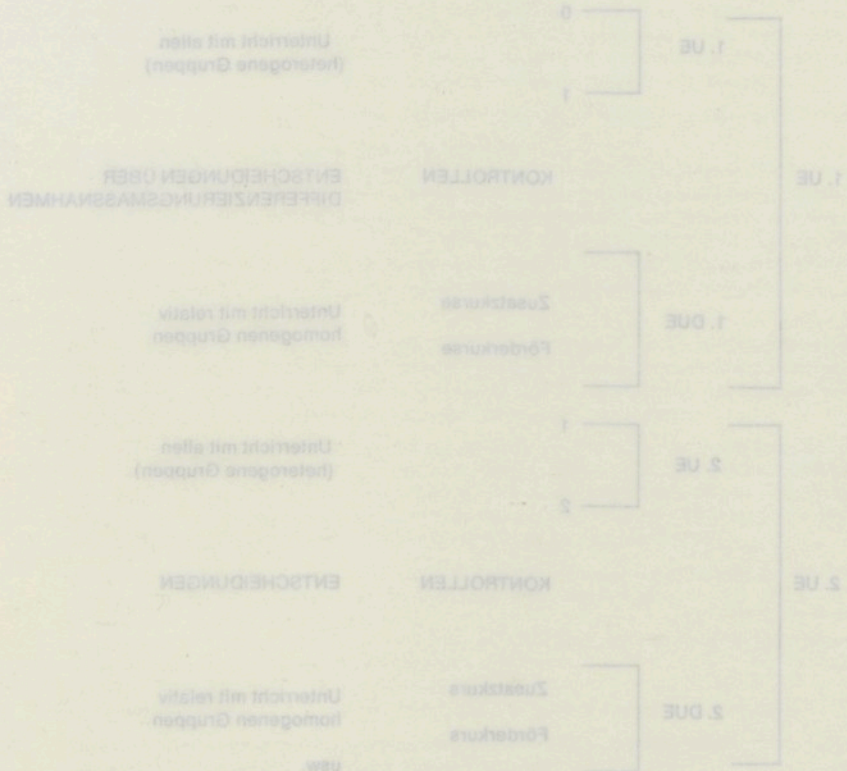 0
Unterricht mit allen
1. UE
(heterogene Gruppen)
1
1. UE
KONTROLLEN
ENTSCHEIDUNGEN ÜBER
DIFFERENZIERUNGSMASSNAHMEN
Zusatzkurse
Unterricht mit relativ
1. DUE
homogenen Gruppen
Förderkurse
1
Unterricht mit allen
2. UE
(heterogene Gruppen)
2
2. UE
KONTROLLEN
ENTSCHEIDUNGEN
Zusatzkurs
Unterricht mit relativ
2. DUE
homogenen Gruppen
Förderkurs
usw.